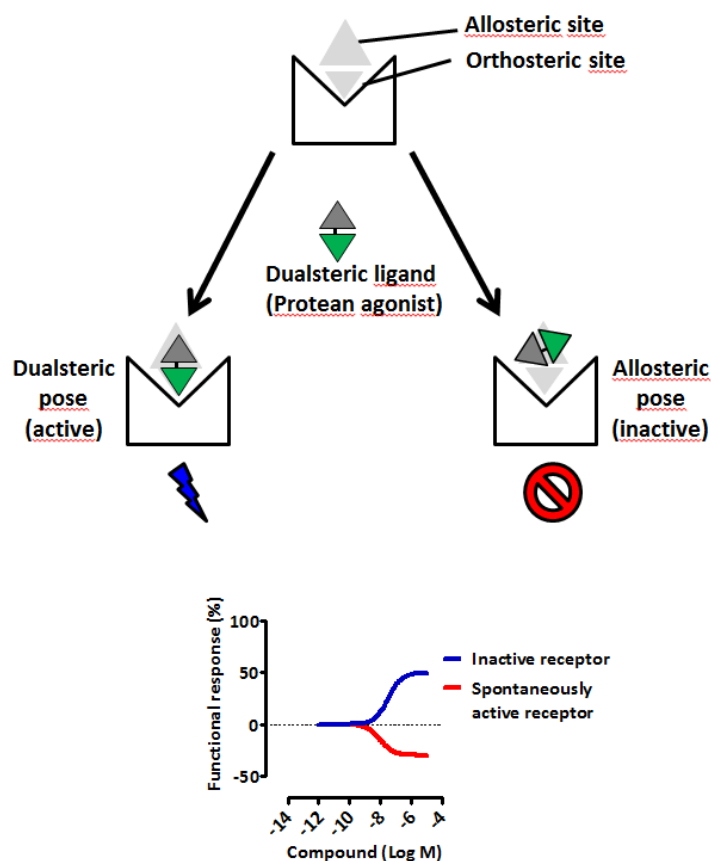 Allosteric site
Orthosteric site
Dualsteric ligand
(Protean agonist)
Dualsteric
pose
(active)
Allosteric
pose
(inactive)
Functional response (%)
100
50
0
-50
Inactive receptor
Spontaneously
active receptor
-14
-12
-10
-8
-6
-4
Compound (Log M)